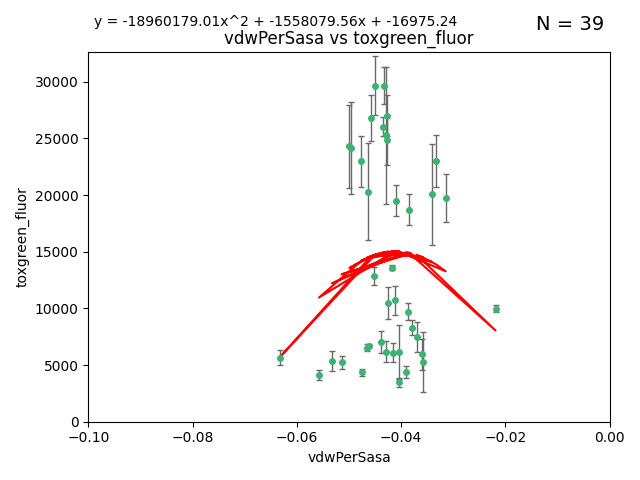 y = -18960179.01x^2 + -1558079.56x + -16975.24
N = 39
vdwPerSasa vs toxgreen_fluor
toxgreen_fluor
30000
25000
20000
15000
10000
5000
0
−0.10
−0.08
−0.06
−0.04
−0.02
0.00
vdwPerSasa